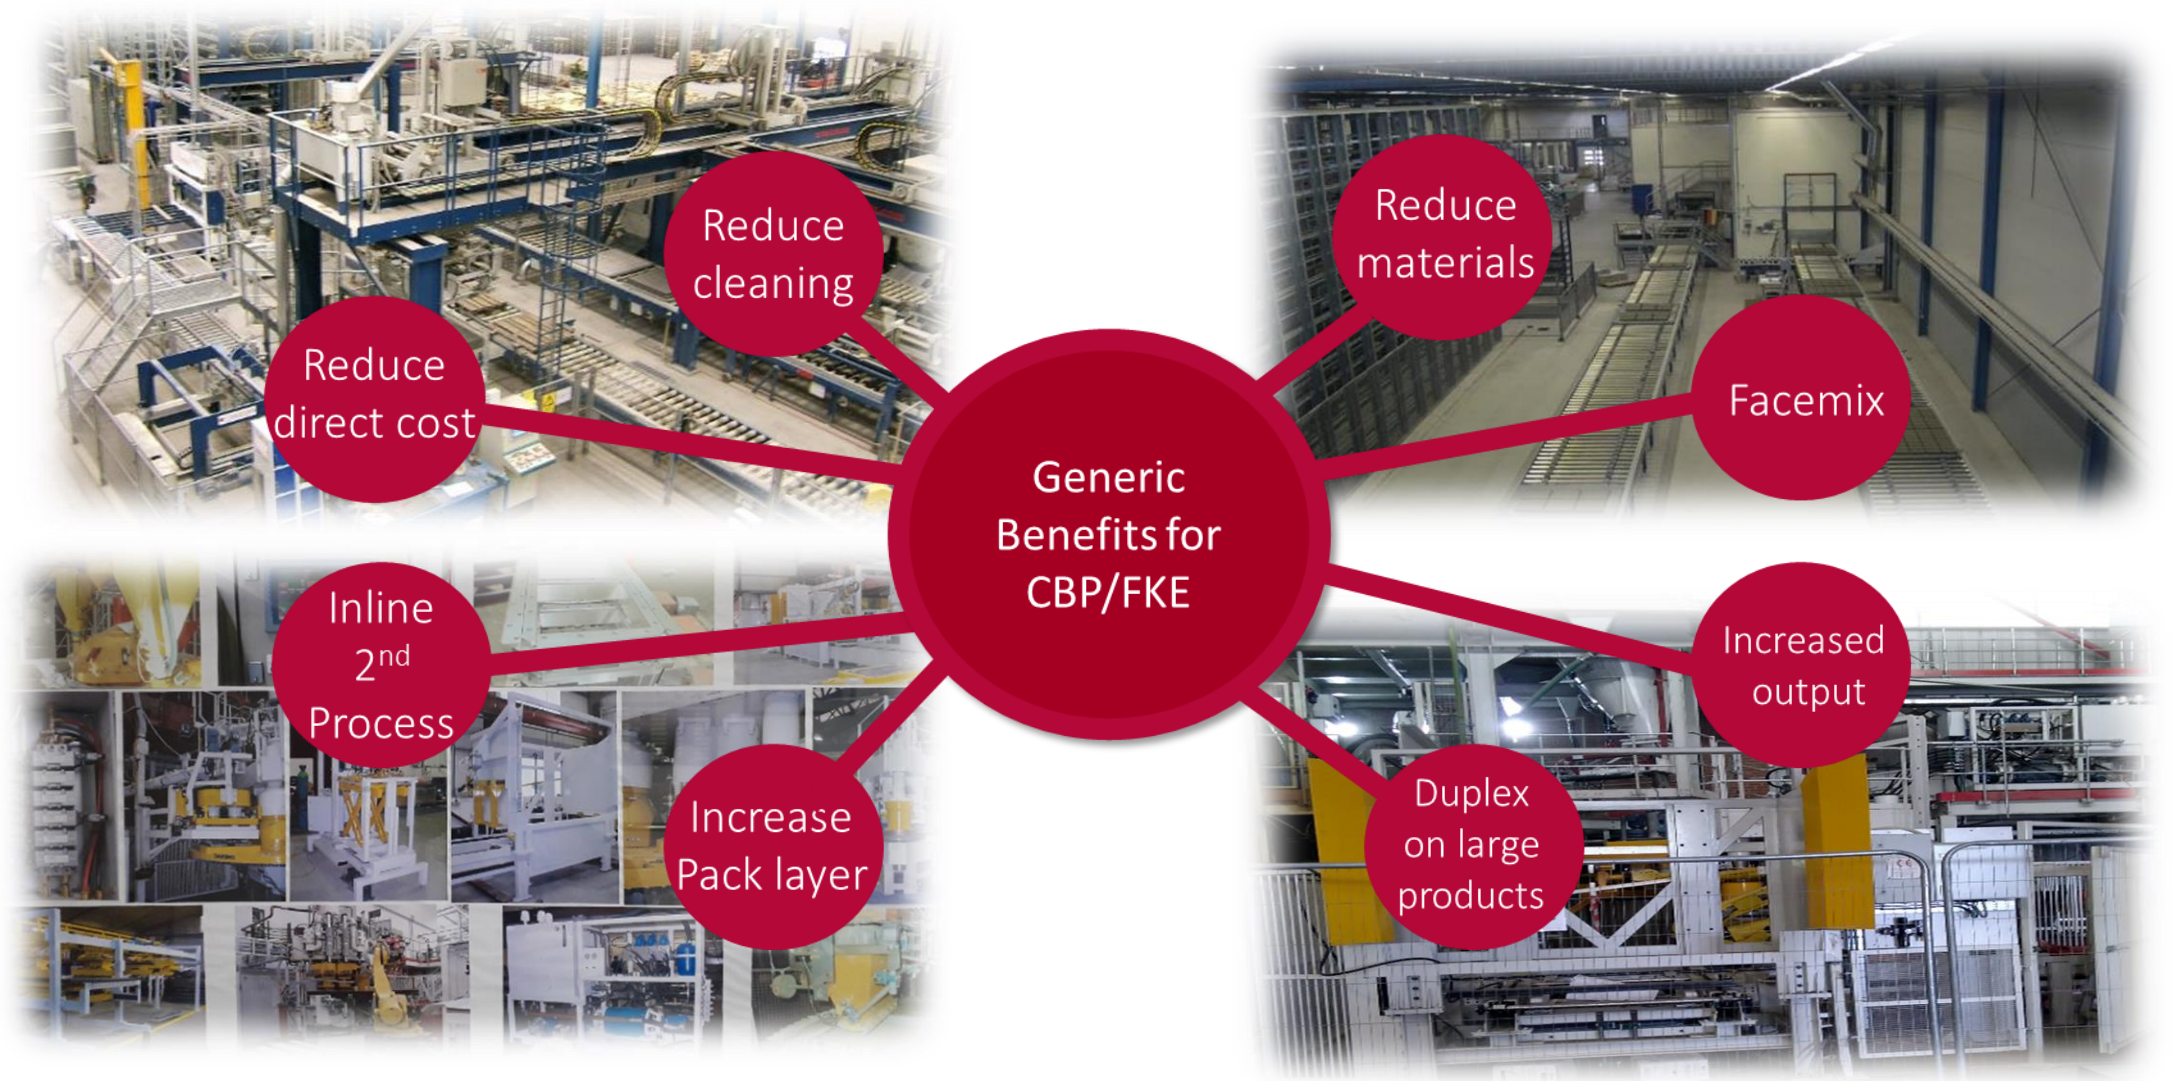 Reduce
cleaning
Reduce
materials
Reduce
direct cost
Facemix
Generic
Benefits for
CBP/FKE
Inline
2nd
Process
Increased
output
Increase
Pack layer
Duplex
on large
products